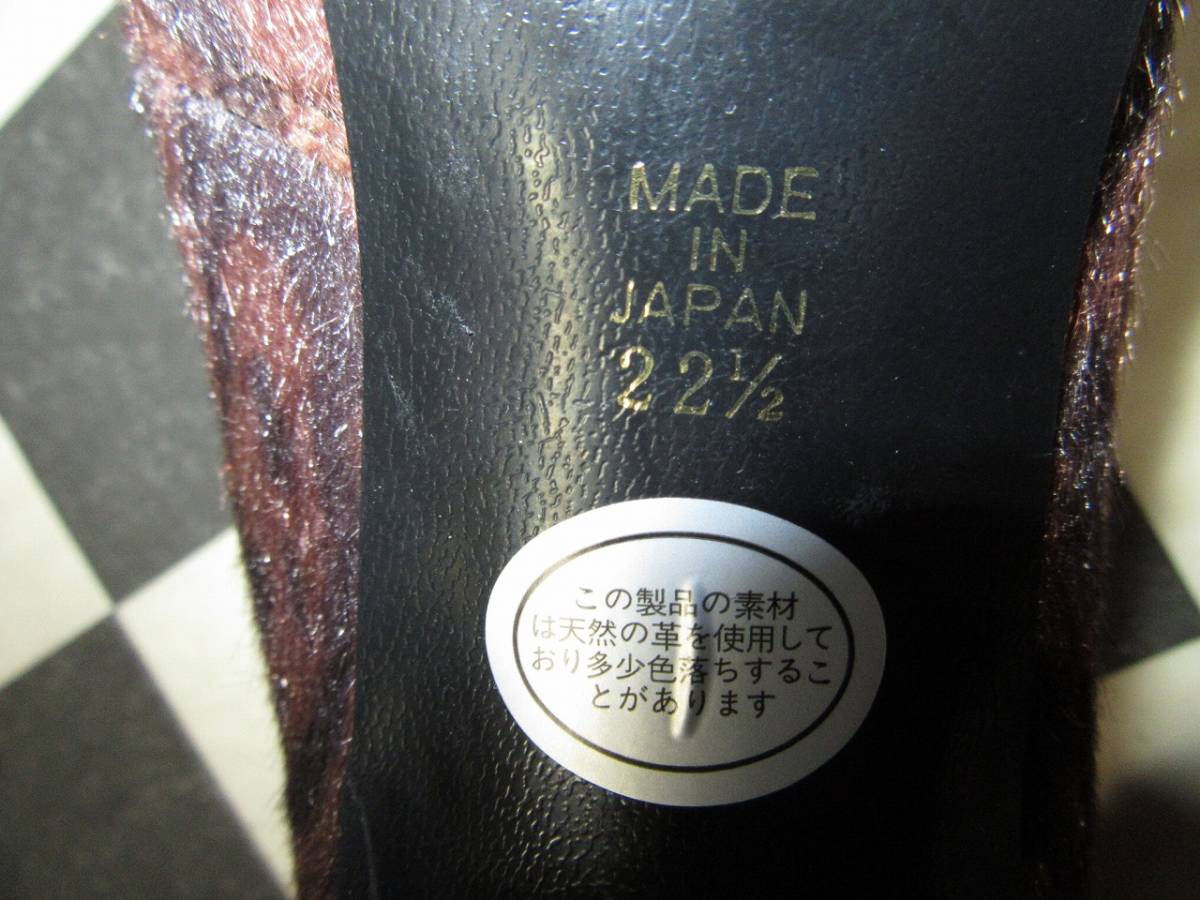 MADE
IN
JAPAN
22½
この製品の素材
は天然の革を使用して
おり多少色落ちするこ
とがあります